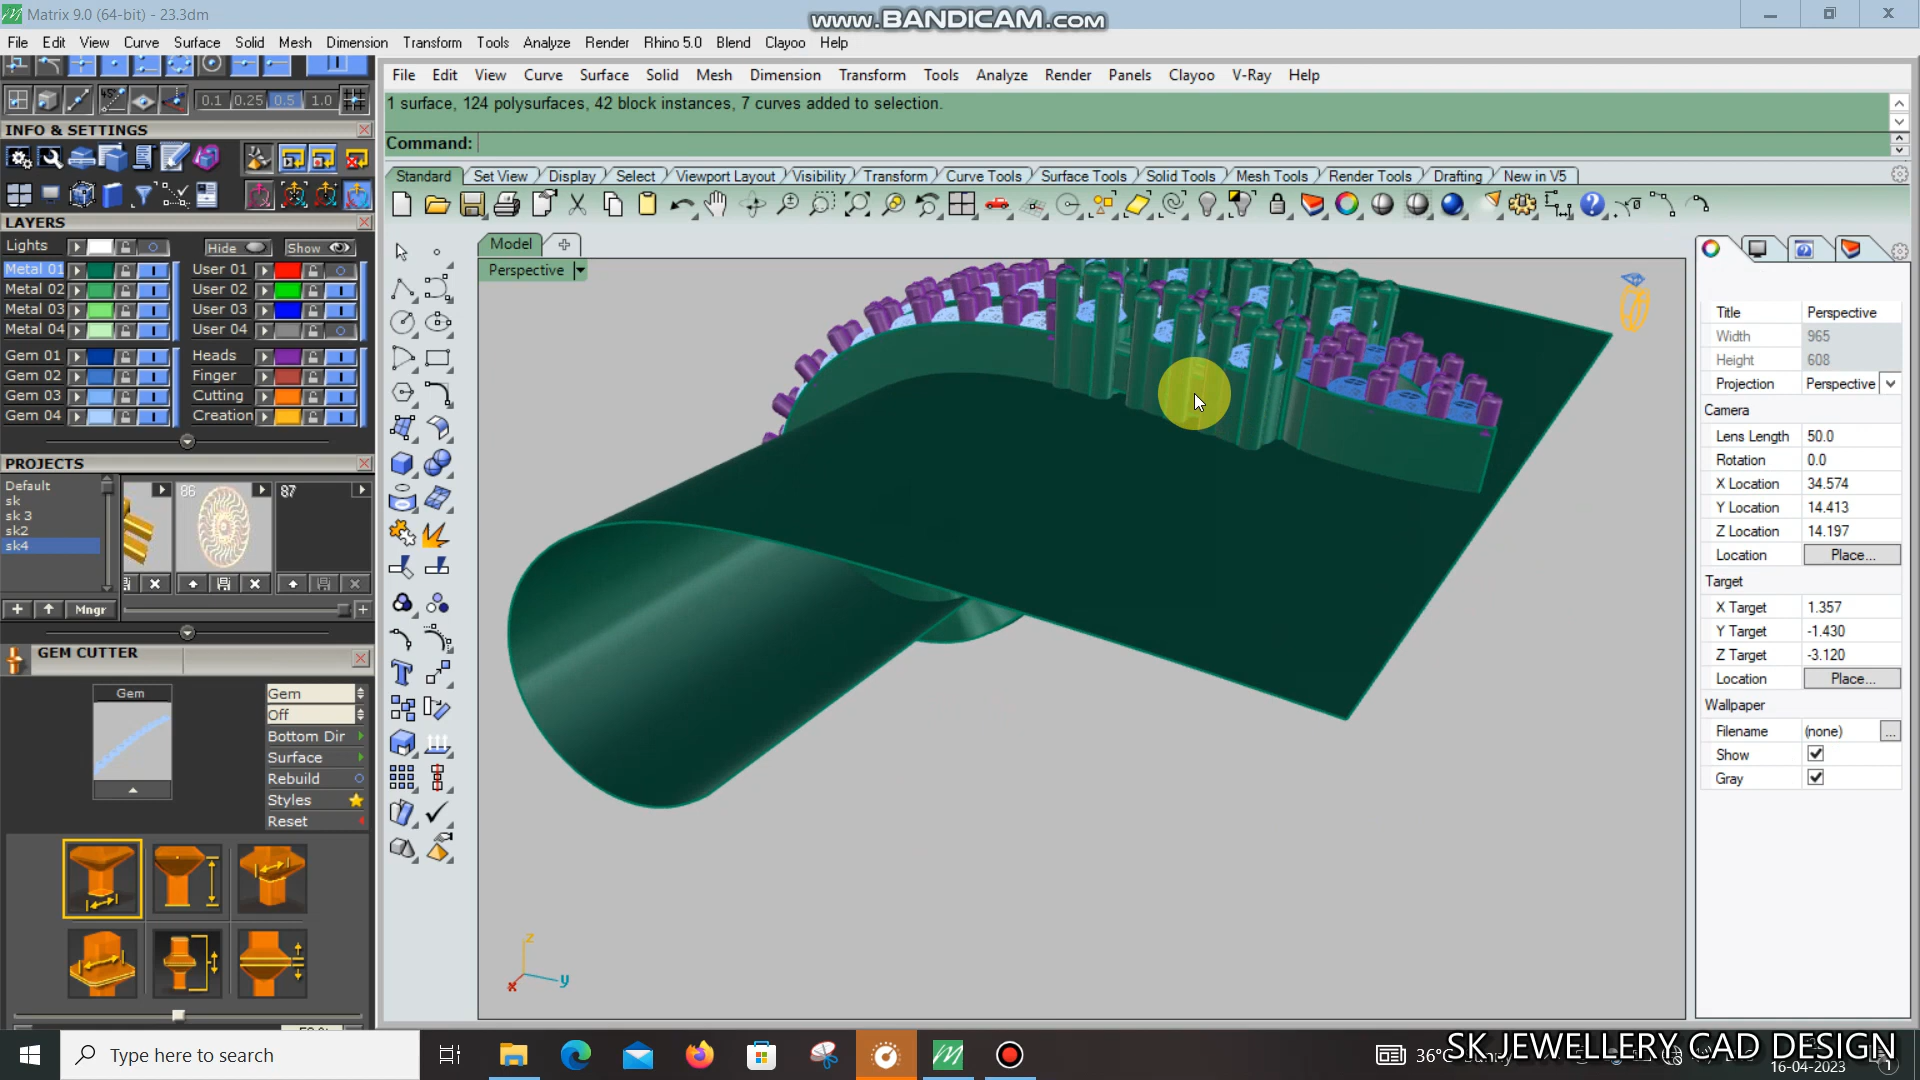 Matrix 9.0 (64-bit) - 23.3dm
www.BANDICAM.com
File Edit View Curve Surface Solid Mesh Dimension Transform Tools Analyze Render Rhino 5.0 Blend Clayoo Help
File Edit View Curve Surface Solid Mesh Dimension Transform Tools Analyze Render Panels Clayoo V-Ray Help
0.1 0.25 0.5 1.0
1 surface, 124 polysurfaces, 42 block instances, 7 curves added to selection.
Command:
INFO & SETTINGS
Standard Set View Display Select Viewport Layout Visibility Transform Curve Tools Surface Tools Solid Tools Mesh Tools Render Tools Drafting New in V5
LAYERS
Lights Hide Show
Metal 01 User 01
Metal 02 User 02
Metal 03 User 03
Metal 04 User 04
Gem 01 Heads
Gem 02 Finger
Gem 03 Cutting
Gem 04 Creation
Model
Perspective
PROJECTS
Default
sk
sk 3
sk2
sk4
86 87
Mngr
GEM CUTTER
Gem
Gem
Off
Bottom Dir
Surface
Rebuild
Styles
Reset
z
y
x
Title Perspective
Width 965
Height 608
Projection Perspective
Camera
Lens Length 50.0
Rotation 0.0
X Location 34.574
Y Location 14.413
Z Location 14.197
Location Place...
Target
X Target 1.357
Y Target -1.430
Z Target -3.120
Location Place...
Wallpaper
Filename (none) ...
Show
Gray
Type here to search
36°C
SK JEWELLERY CAD DESIGN
16-04-2023
1